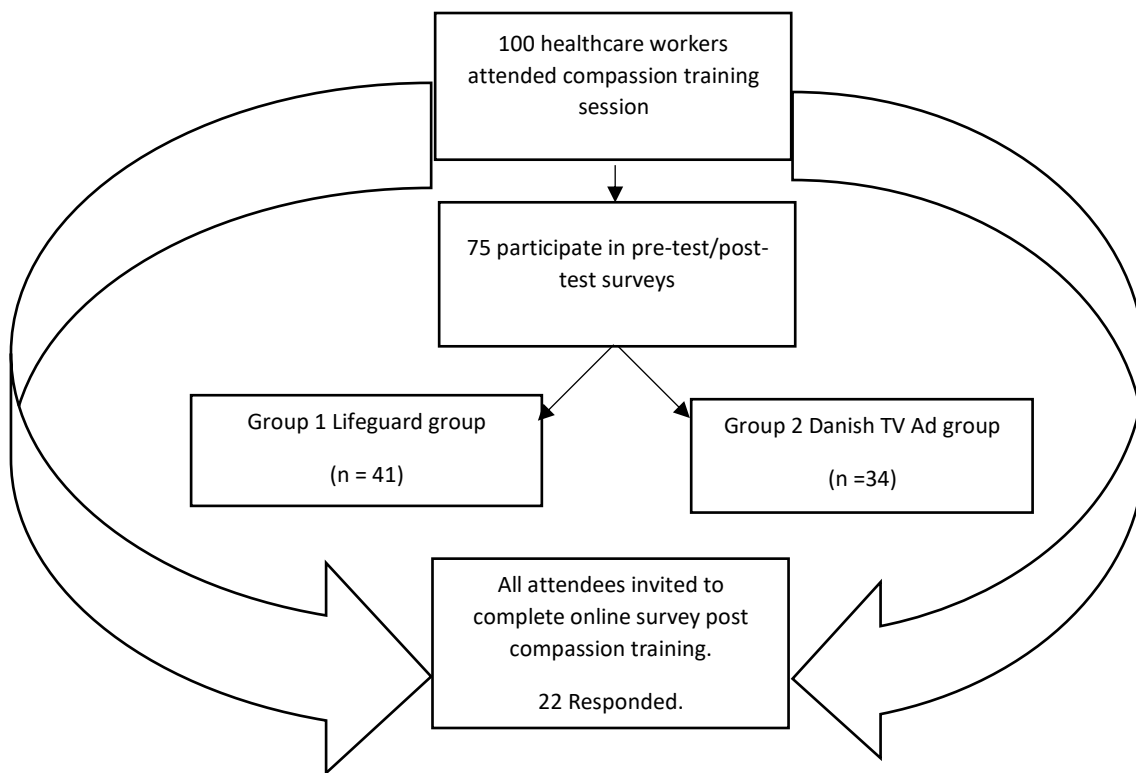 100 healthcare workers
attended compassion training
session
75 participate in pre-test/post-
test surveys
Group 1 Lifeguard group
(n = 41)
Group 2 Danish TV Ad group
(n =34)
All attendees invited to
complete online survey post
compassion training.
22 Responded.